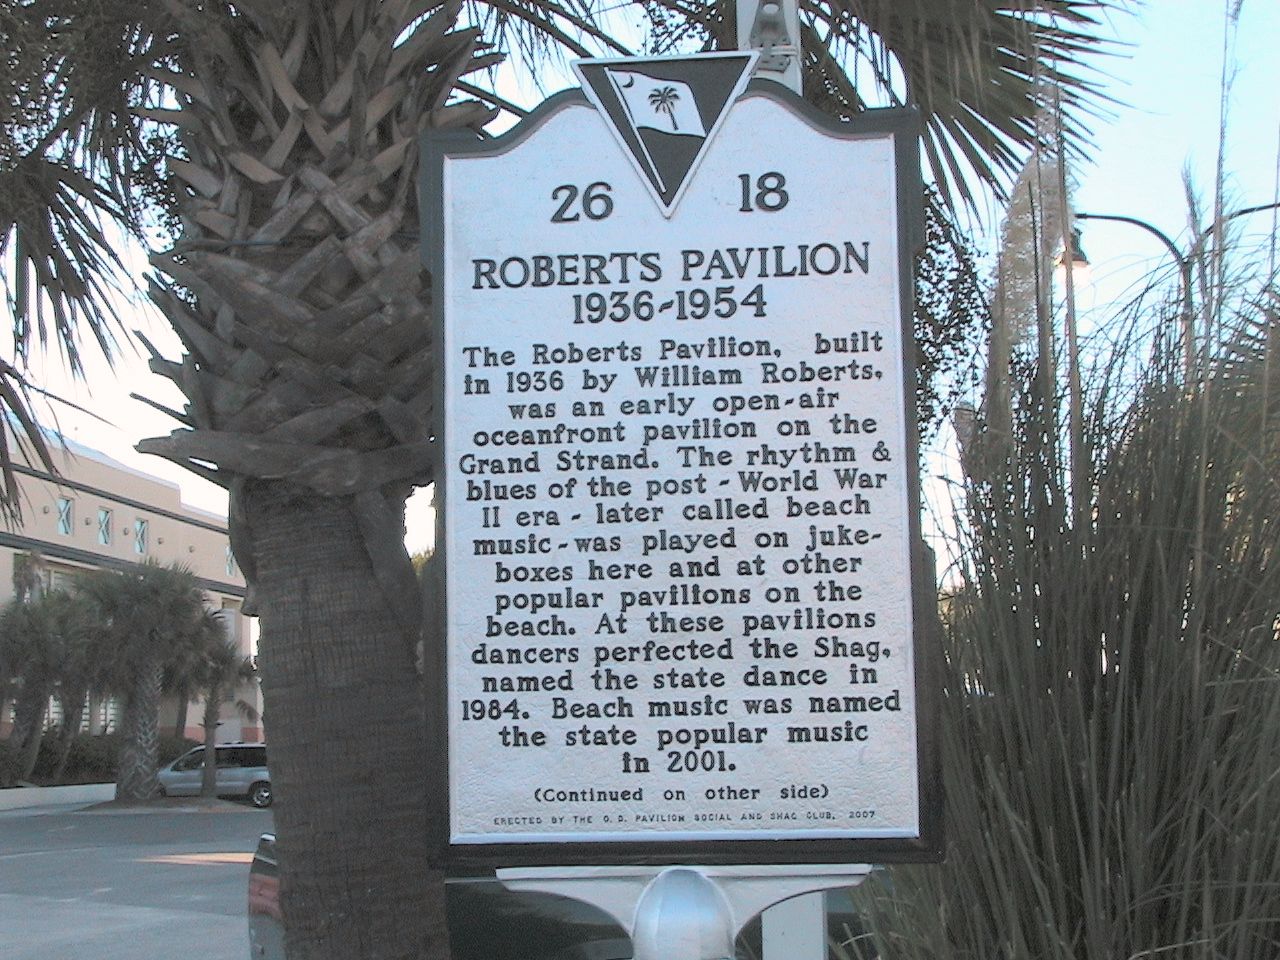 26 18
ROBERTS PAVILION
1936-1954
The Roberts Pavilion, built
in 1936 by William Roberts,
was an early open-air
oceanfront pavilion on the
Grand Strand. The rhythm &
blues of the post-World War
II era-later called beach
music-was played on juke-
boxes here and at other
popular pavilions on the
beach. At these pavilions
dancers perfected the Shag,
named the state dance in
1984. Beach music was named
the state popular music
in 2001.
(Continued on other side)
ERECTED BY THE O. D. PAVILION SOCIAL AND SHAG CLUB, 2007